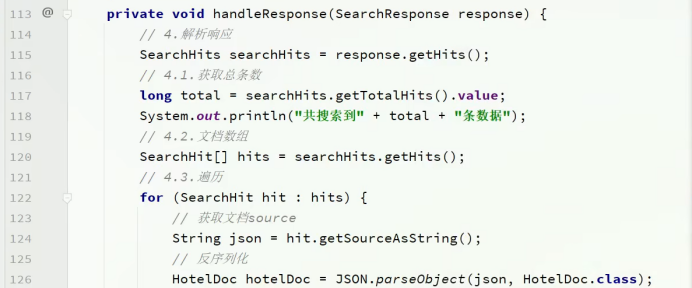 113 @ private void handleResponse(SearchResponse response) {
114 // 4.解析响应
115 SearchHits searchHits = response.getHits();
116 // 4.1.获取总条数
117 long total = searchHits.getTotalHits().value;
118 System.out.println("共搜索到" + total + "条数据");
119 // 4.2.文档数组
120 SearchHit[] hits = searchHits.getHits();
121 // 4.3.遍历
122 for (SearchHit hit : hits) {
123 // 获取文档source
124 String json = hit.getSourceAsString();
125 // 反序列化
126 HotelDoc hotelDoc = JSON.parseObject(json, HotelDoc.class);